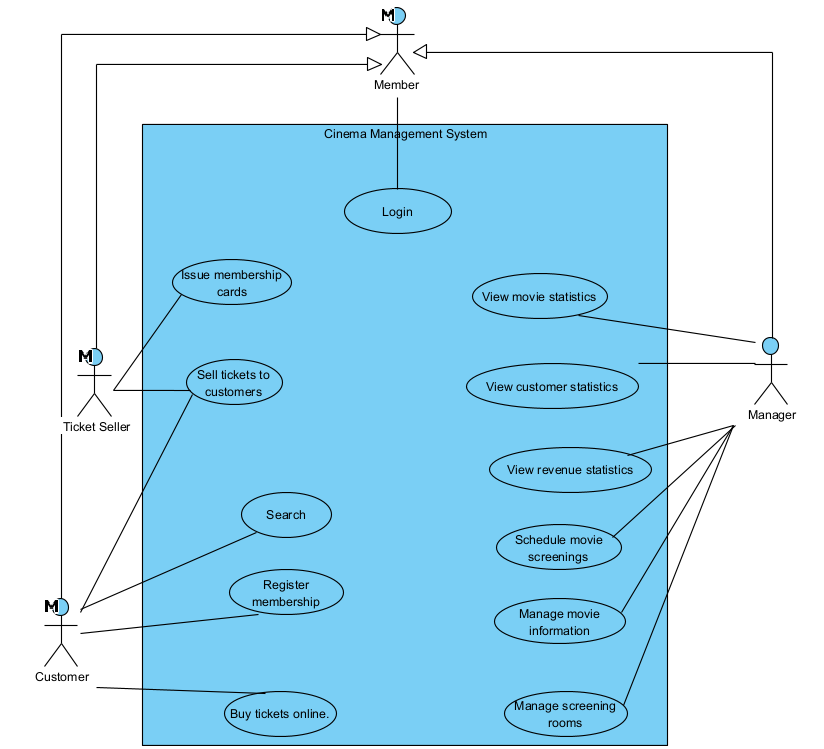 M
Member
Cinema Management System
Login
Issue membership
cards
View movie statistics
M
Ticket Seller
Sell tickets to
customers
View customer statistics
Manager
View revenue statistics
Search
Schedule movie
screenings
Register
membership
M
Customer
Manage movie
information
Buy tickets online.
Manage screening
rooms